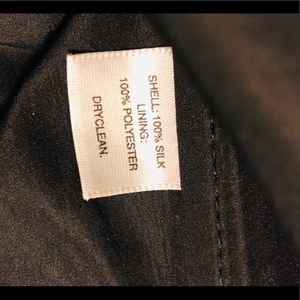 SHELL: 100% SILK
LINING:
100% POLYESTER
DRYCLEAN.